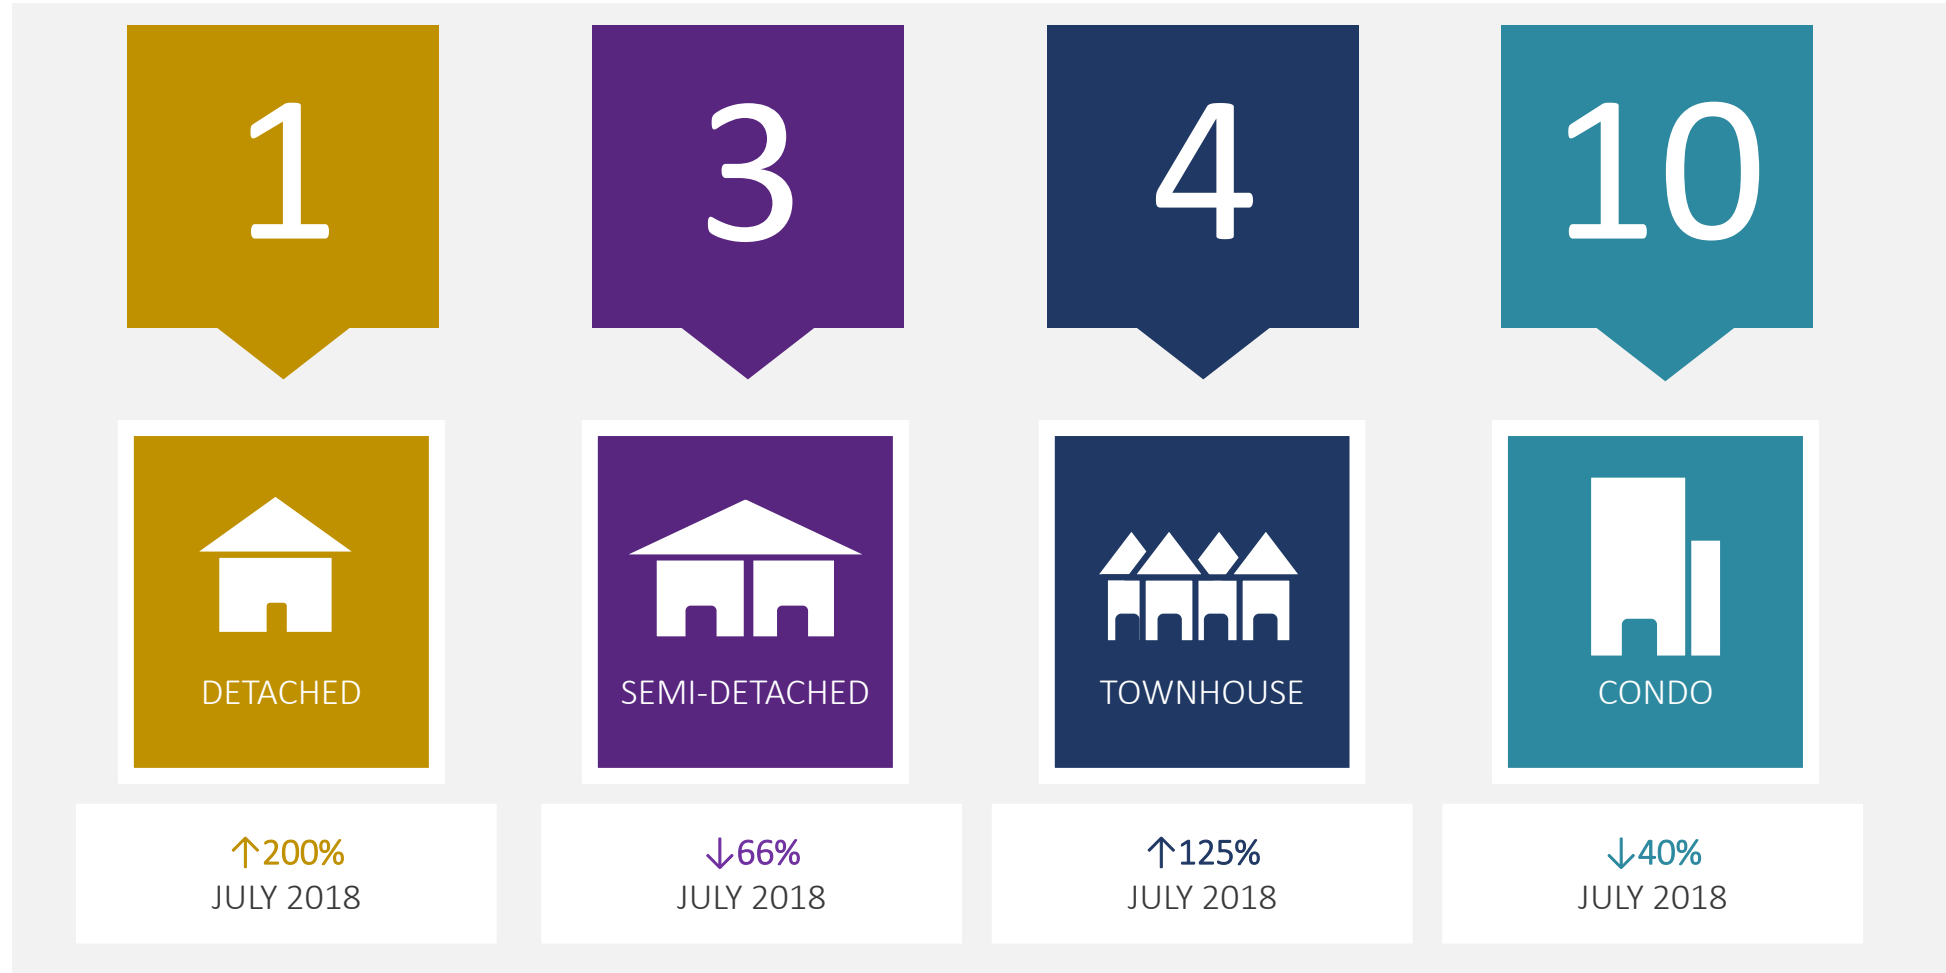 1
3
4
10
DETACHED
SEMI-DETACHED
TOWNHOUSE
CONDO
↑200%
JULY 2018
↓66%
JULY 2018
↑125%
JULY 2018
↓40%
JULY 2018